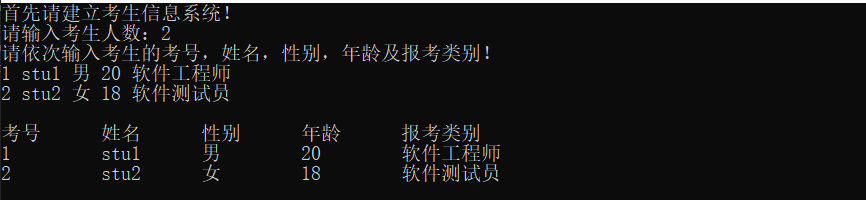 首先请建立考生信息系统！
请输入考生人数：2
请依次输入考生的考号，姓名，性别，年龄及报考类别！
1 stu1 男 20 软件工程师
2 stu2 女 18 软件测试员
考号 姓名 性别 年龄 报考类别
1 stu1 男 20 软件工程师
2 stu2 女 18 软件测试员